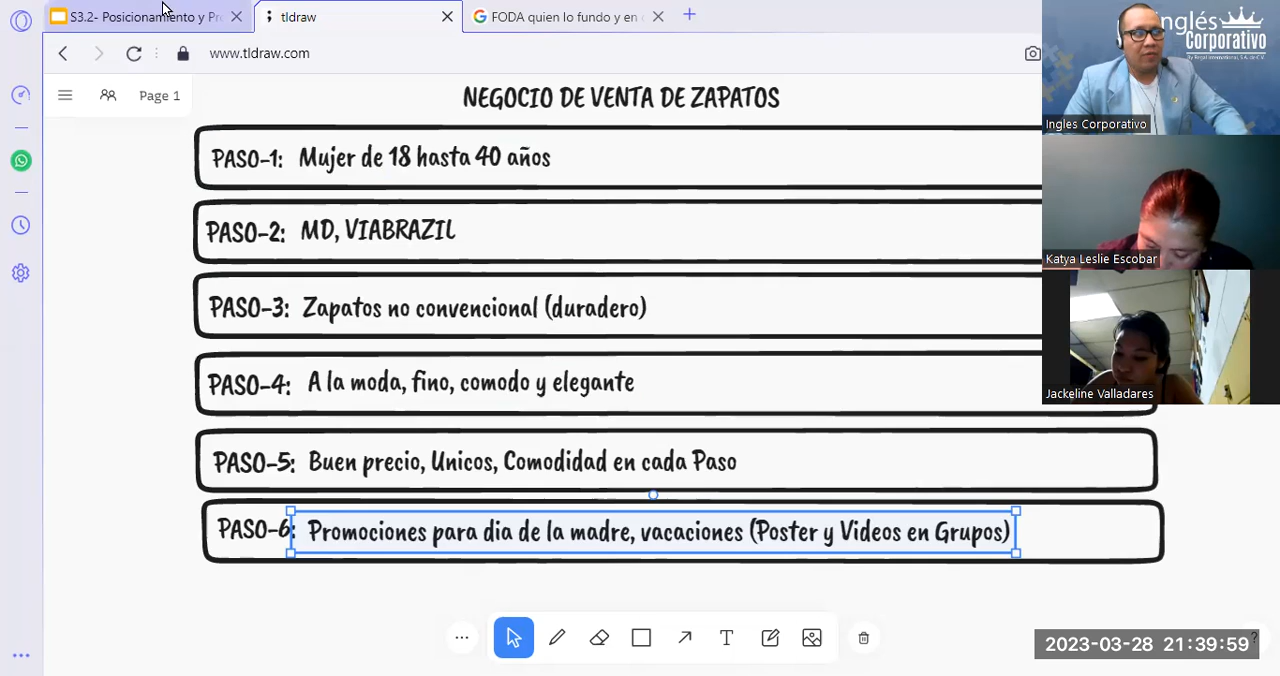 S3.2- Posicionamiento y Pr
tldraw
FODA quien lo fundo y en
www.tldraw.com
Page 1
NEGOCIO DE VENTA DE ZAPATOS
PASO-1: Mujer de 18 hasta 40 años
PASO-2: MD, VIABRAZIL
PASO-3: Zapatos no convencional (duradero)
PASO-4: A la moda, fino, comodo y elegante
PASO-5: Buen precio, Unicos, Comodidad en cada Paso
PASO-6: Promociones para dia de la madre, vacaciones (Poster y Videos en Grupos)
Inglés
Corporativo
By Regal International, S.A. de C.V.
Ingles Corporativo
Katya Leslie Escobar
Jackeline Valladares
2023-03-28 21:39:59